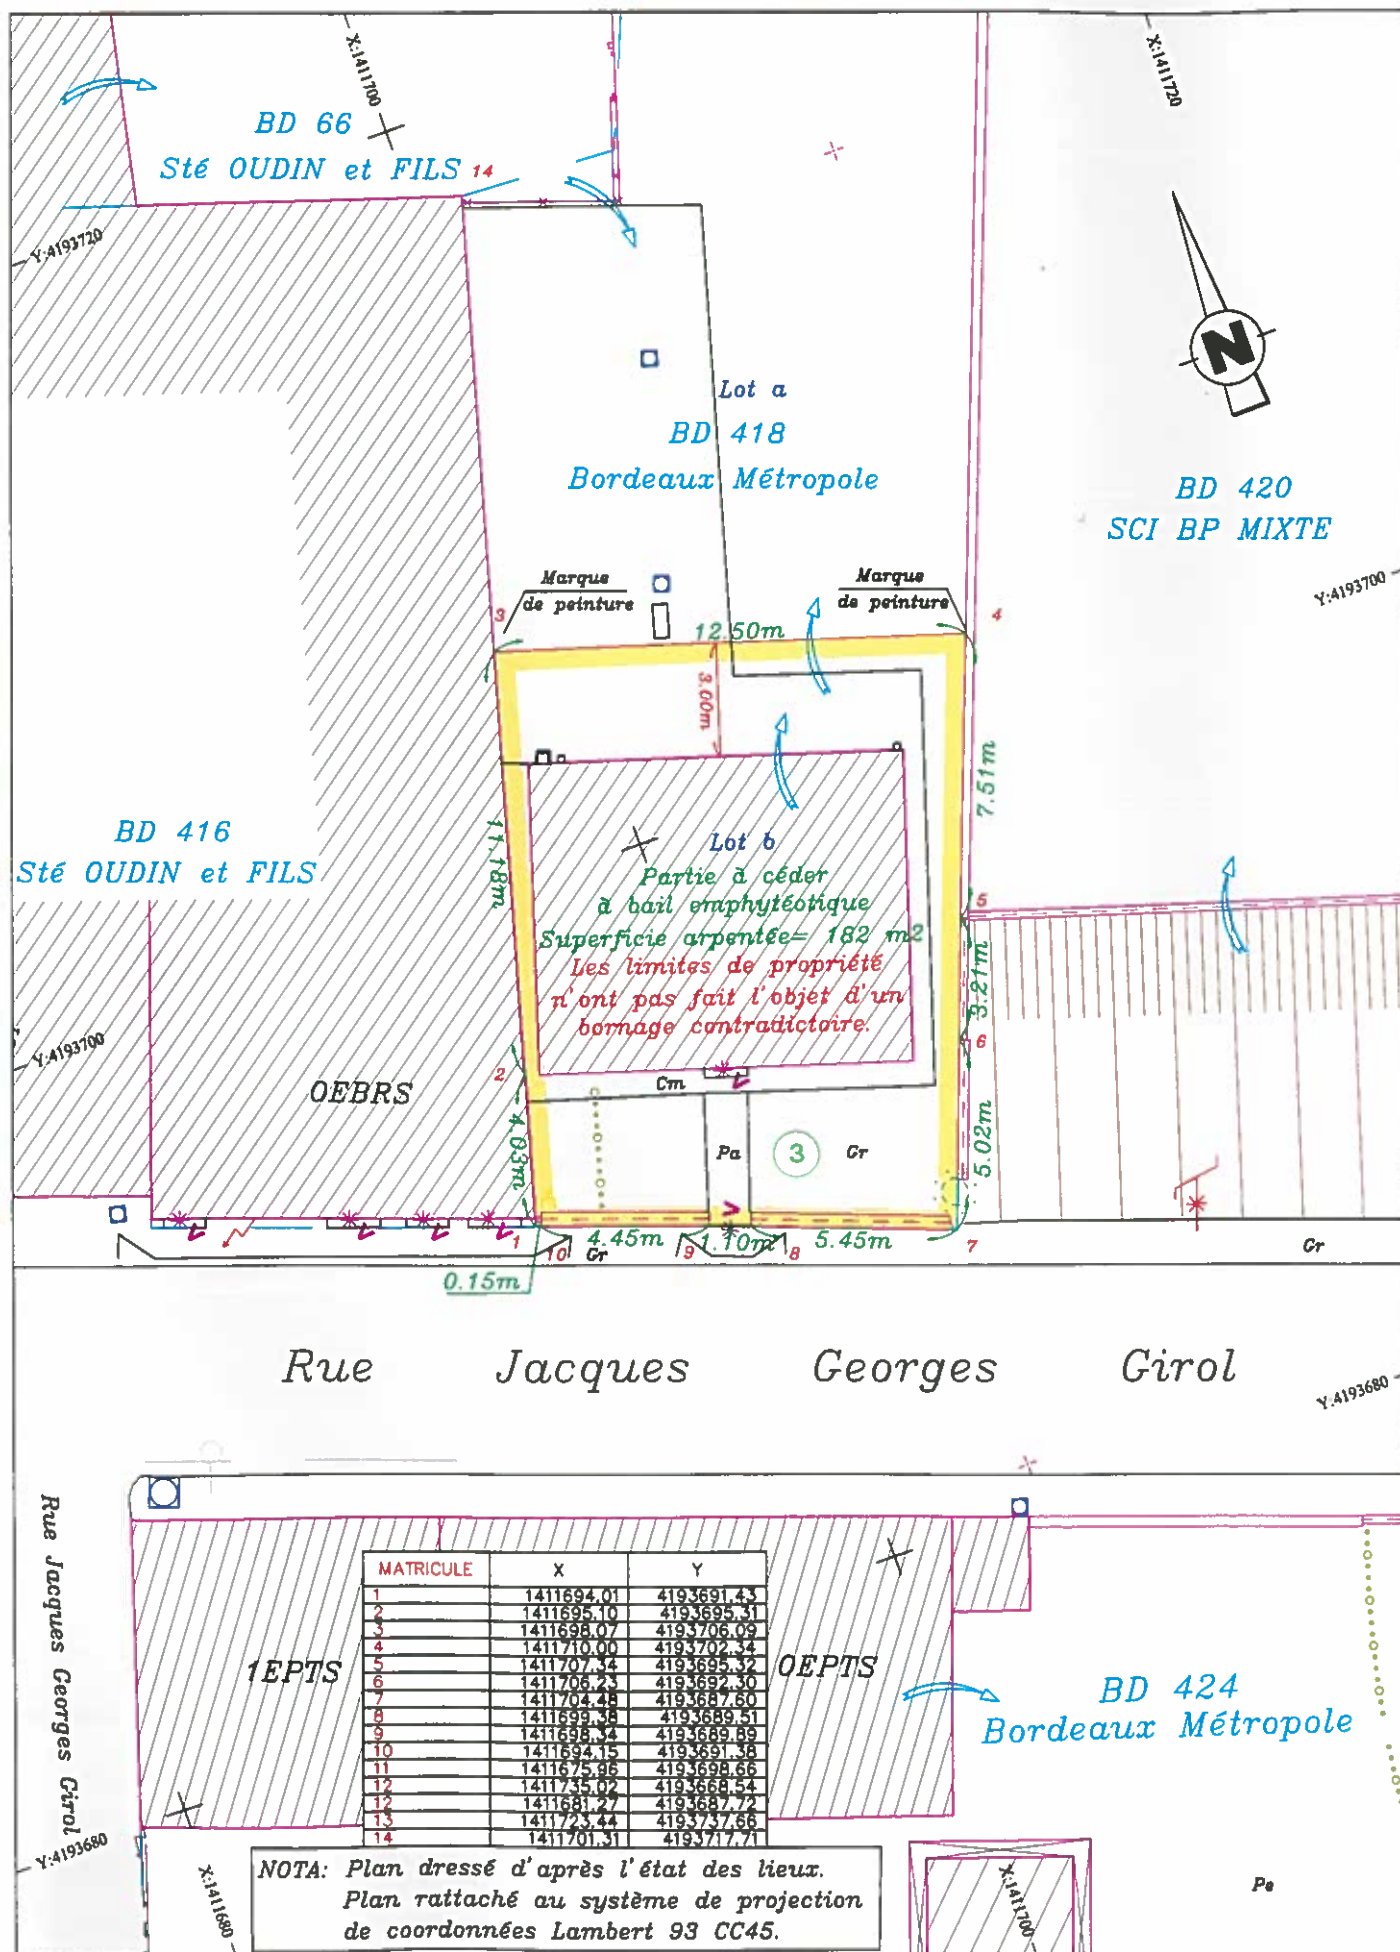 X:1411700
X:1411720
BD 66
Sté OUDIN et FILS
14
Y:4193720
N
Lot a
BD 418
Bordeaux Métropole
BD 420
SCI BP MIXTE
Y:4193700
Marque
de peinture
Marque
de peinture
3
4
12.50m
3.00m
7.51m
BD 416
Sté OUDIN et FILS
11.18m
Lot b
Partie à céder
à bail emphytéotique
Superficie arpentée= 182 m2
Les limites de propriété
n'ont pas fait l'objet d'un
bornage contradictoire.
5
3.21m
6
Y:4193700
2
OEBRS
Cm
4.03m
Pa
3
Gr
5.02m
1
10
Gr
4.45m
9
1.10m
8
5.45m
7
Gr
0.15m
Rue Jacques Georges Girol
Y:4193680
Rue Jacques Georges Girol
MATRICULE X Y
1 1411694.01 4193691.43
2 1411695.10 4193695.31
3 1411698.07 4193706.09
4 1411710.00 4193702.34
5 1411707.34 4193695.32
6 1411706.23 4193692.30
7 1411704.48 4193687.60
8 1411699.38 4193689.51
9 1411698.34 4193689.89
10 1411694.15 4193691.38
11 1411675.96 4193698.66
12 1411735.02 4193668.54
12 1411681.27 4193687.72
13 1411723.44 4193737.66
14 1411701.31 4193717.71
1EPTS
OEPTS
BD 424
Bordeaux Métropole
Y:4193680
X:1411680
NOTA: Plan dressé d'après l'état des lieux.
Plan rattaché au système de projection
de coordonnées Lambert 93 CC45.
X:1411700
Pe